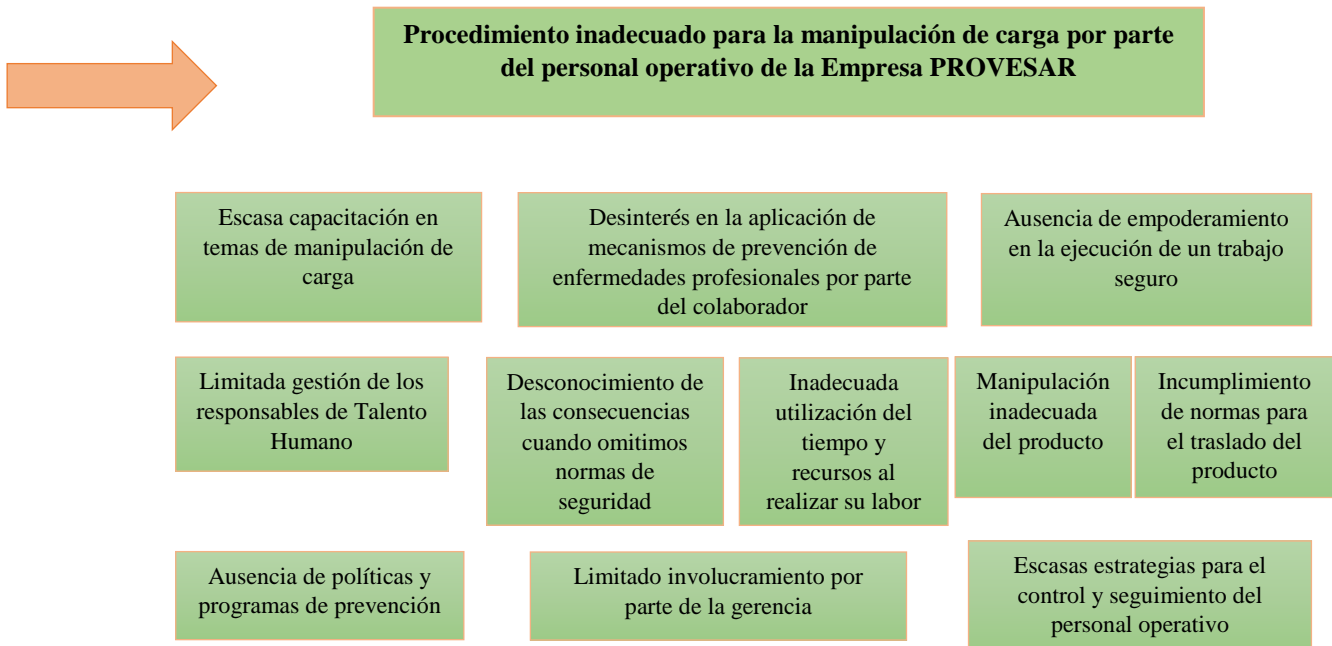 Procedimiento inadecuado para la manipulación de carga por parte
del personal operativo de la Empresa PROVESAR
Escasa capacitación en
temas de manipulación de
carga
Desinterés en la aplicación de
mecanismos de prevención de
enfermedades profesionales por parte
del colaborador
Ausencia de empoderamiento
en la ejecución de un trabajo
seguro
Limitada gestión de los
responsables de Talento
Humano
Desconocimiento de
las consecuencias
cuando omitimos
normas de
seguridad
Inadecuada
utilización del
tiempo y
recursos al
realizar su labor
Manipulación
inadecuada
del producto
Incumplimiento
de normas para
el traslado del
producto
Ausencia de políticas y
programas de prevención
Limitado involucramiento por
parte de la gerencia
Escasas estrategias para el
control y seguimiento del
personal operativo